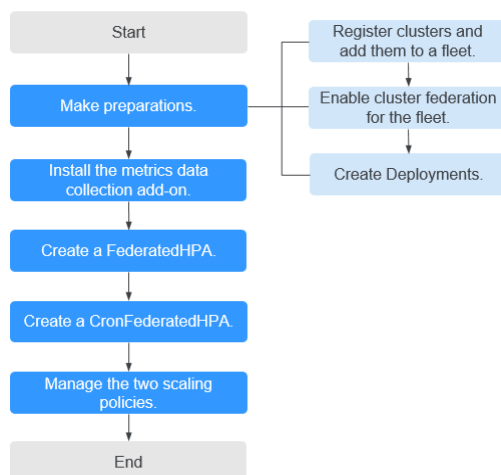 Start
Make preparations.
Register clusters and
add them to a fleet.
Enable cluster federation
for the fleet.
Create Deployments.
Install the metrics data
collection add-on.
Create a FederatedHPA.
Create a CronFederatedHPA.
Manage the two scaling
policies.
End